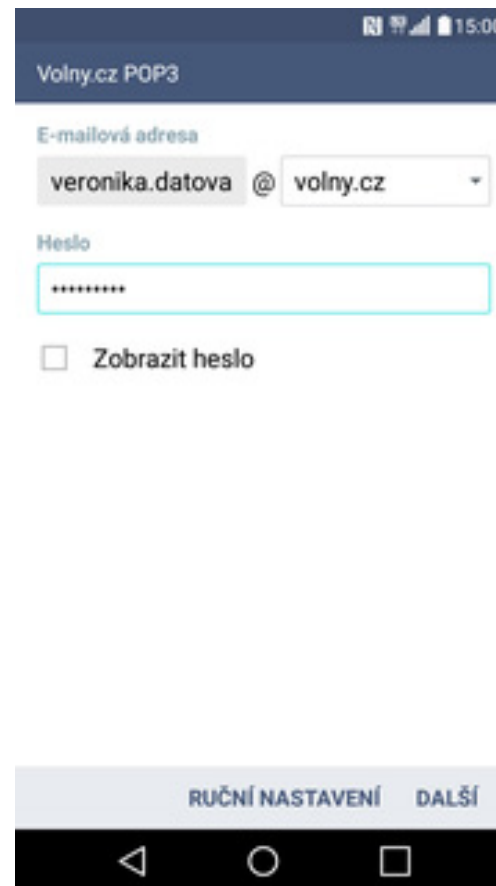 15:00
Volny.cz POP3
E-mailová adresa
veronika.datova @ volny.cz
Heslo
•••••••••
Zobrazit heslo
RUČNÍ NASTAVENÍ DALŠÍ